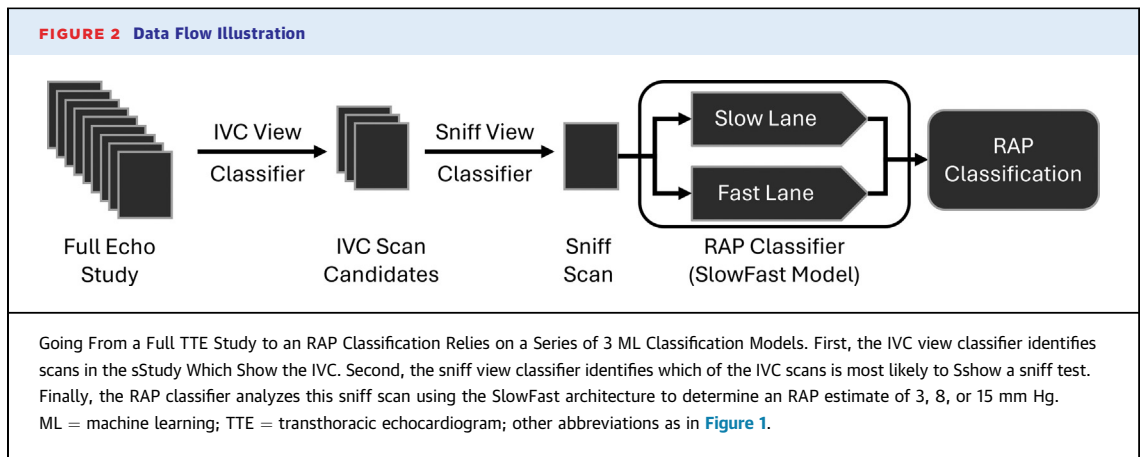 FIGURE 2 Data Flow Illustration
IVC View
Classifier
Sniff View
Classifier
Slow Lane
Fast Lane
RAP
Classification
Full Echo
Study
IVC Scan
Candidates
Sniff
Scan
RAP Classifier
(SlowFast Model)
Going From a Full TTE Study to an RAP Classification Relies on a Series of 3 ML Classification Models. First, the IVC view classifier identifies
scans in the sStudy Which Show the IVC. Second, the sniff view classifier identifies which of the IVC scans is most likely to Sshow a sniff test.
Finally, the RAP classifier analyzes this sniff scan using the SlowFast architecture to determine an RAP estimate of 3, 8, or 15 mm Hg.
ML = machine learning; TTE = transthoracic echocardiogram; other abbreviations as in Figure 1.